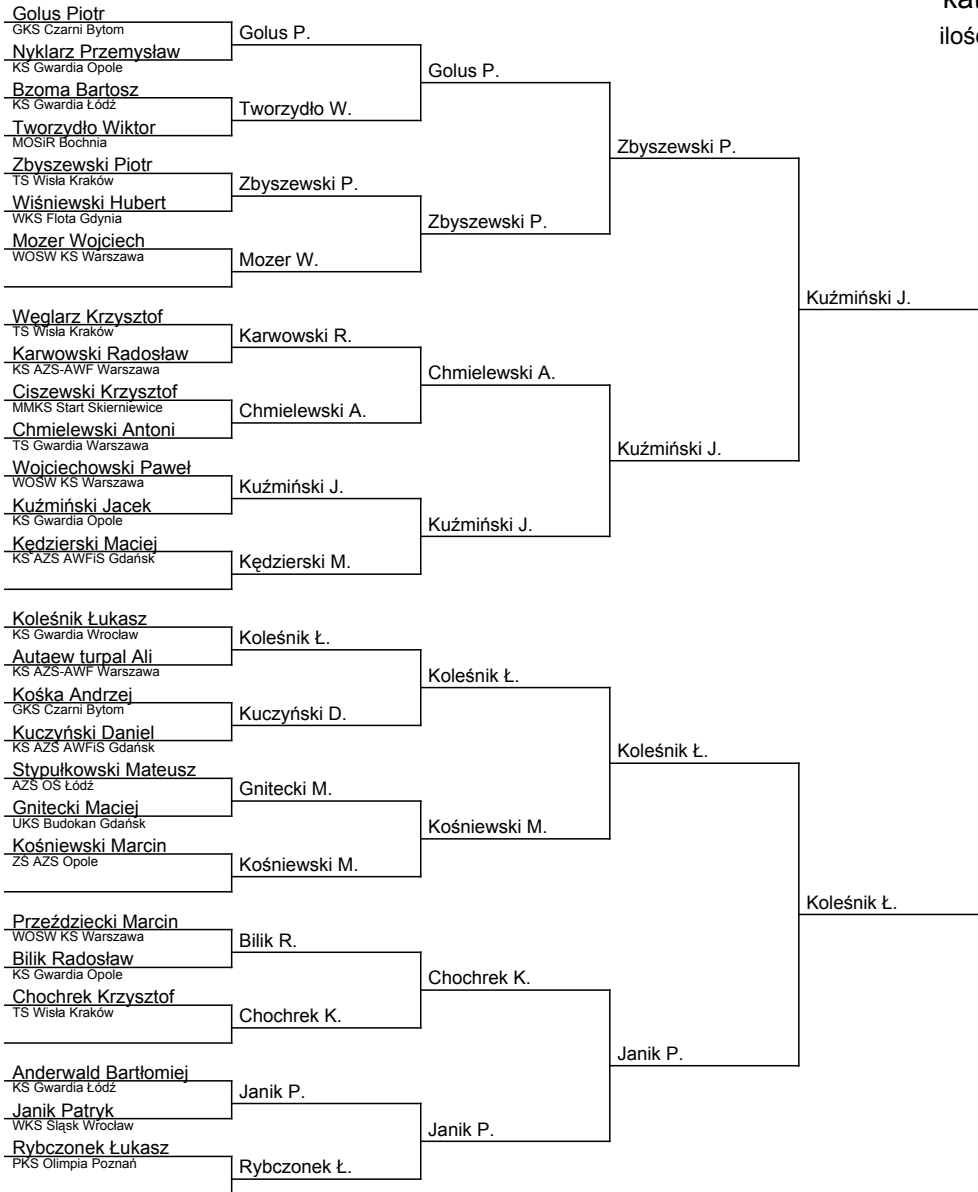 Golus Piotr
GKS Czarni Bytom
Nyklarz Przemysław
KS Gwardia Opole
Bzoma Bartosz
KS Gwardia Łódź
Tworzydło Wiktor
MOSiR Bochnia
Zbyszewski Piotr
TS Wisła Kraków
Wiśniewski Hubert
WKS Flota Gdynia
Mozer Wojciech
WOSW KS Warszawa
Węglarz Krzysztof
TS Wisła Kraków
Karwowski Radosław
KS AZS-AWF Warszawa
Ciszewski Krzysztof
MMKS Start Skierniewice
Chmielewski Antoni
TS Gwardia Warszawa
Wojciechowski Paweł
WOSW KS Warszawa
Kuźmiński Jacek
KS Gwardia Opole
Kędzierski Maciej
KS AZS AWFiS Gdańsk
Koleśnik Łukasz
KS Gwardia Wrocław
Autaew turpal Ali
KS AZS-AWF Warszawa
Kośka Andrzej
GKS Czarni Bytom
Kuczyński Daniel
KS AZS AWFiS Gdańsk
Stypułkowski Mateusz
AZS OŚ Łódź
Gnitecki Maciej
UKS Budokan Gdańsk
Kośniewski Marcin
ZŚ AZS Opole
Przeździecki Marcin
WOSW KS Warszawa
Bilik Radosław
KS Gwardia Opole
Chochrek Krzysztof
TS Wisła Kraków
Anderwald Bartłomiej
KS Gwardia Łódź
Janik Patryk
WKS Śląsk Wrocław
Rybczonek Łukasz
PKS Olimpia Poznań
Golus P.
Tworzydło W.
Zbyszewski P.
Mozer W.
Karwowski R.
Chmielewski A.
Kuźmiński J.
Kędzierski M.
Koleśnik Ł.
Kuczyński D.
Gnitecki M.
Kośniewski M.
Bilik R.
Chochrek K.
Janik P.
Rybczonek Ł.
Golus P.
Zbyszewski P.
Chmielewski A.
Kuźmiński J.
Koleśnik Ł.
Kośniewski M.
Chochrek K.
Janik P.
Zbyszewski P.
Kuźmiński J.
Koleśnik Ł.
Janik P.
Kuźmiński J.
Koleśnik Ł.